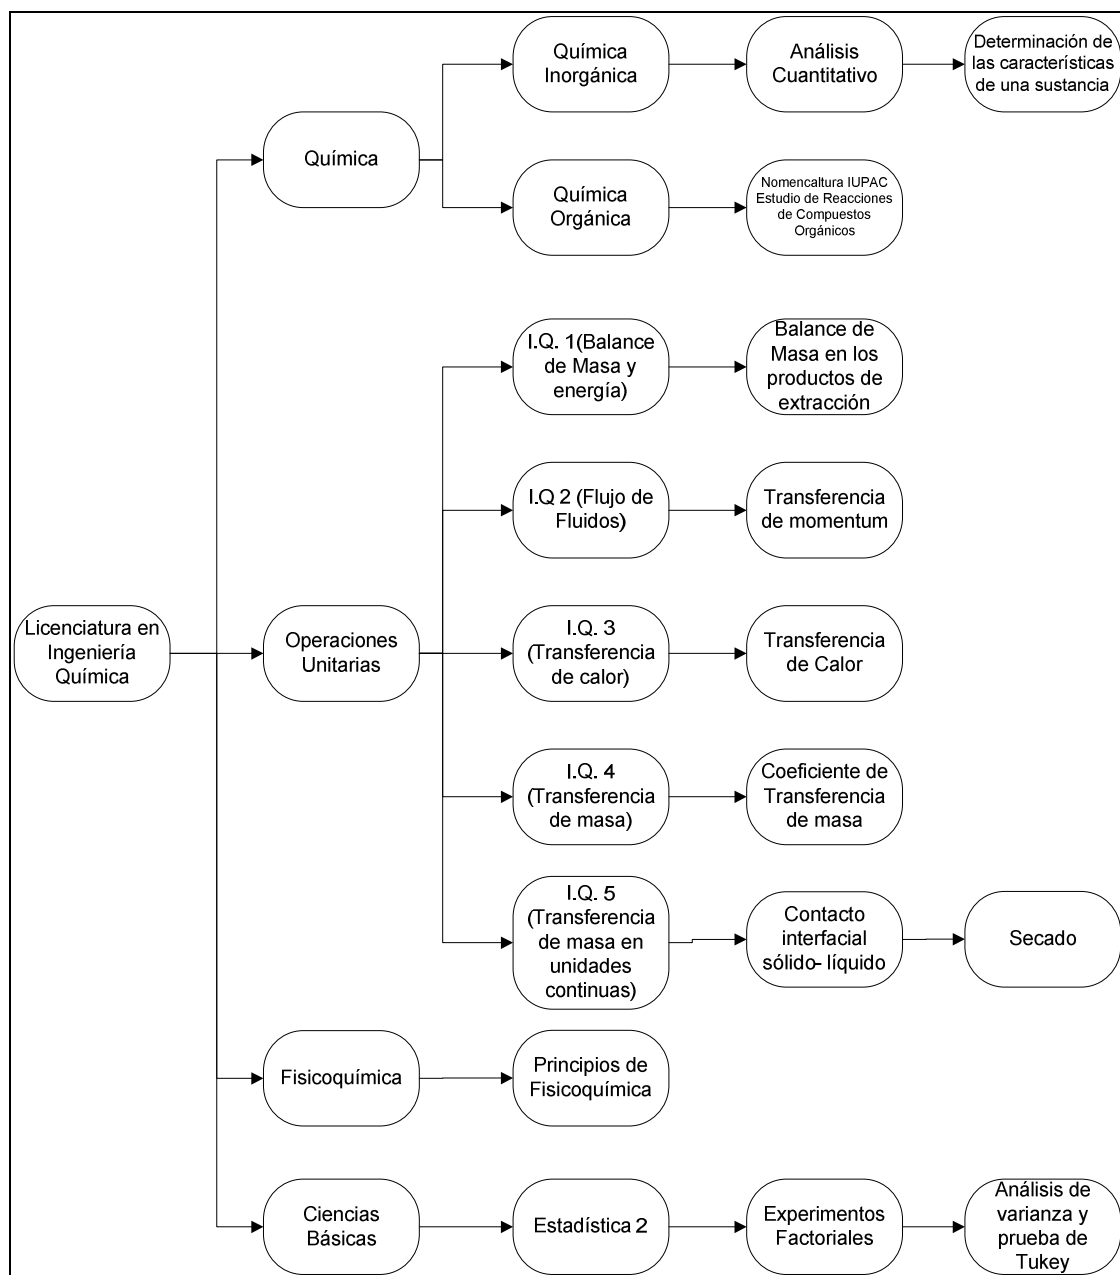 Química
Inorgánica
Análisis
Cuantitativo
Determinación de
las características
de una sustancia
Química
Química
Orgánica
Nomencaltura IUPAC
Estudio de Reacciones
de Compuestos
Orgánicos
I.Q. 1(Balance
de Masa y
energía)
Balance de
Masa en los
productos de
extracción
I.Q 2 (Flujo de
Fluidos)
Transferencia
de momentum
Licenciatura en
Ingeniería
Química
Operaciones
Unitarias
I.Q. 3
(Transferencia
de calor)
Transferencia
de Calor
I.Q. 4
(Transferencia
de masa)
Coeficiente de
Transferencia
de masa
I.Q. 5
(Transferencia
de masa en
unidades
continuas)
Contacto
interfacial
sólido- líquido
Secado
Fisicoquímica
Principios de
Fisicoquímica
Ciencias
Básicas
Estadística 2
Experimentos
Factoriales
Análisis de
varianza y
prueba de
Tukey